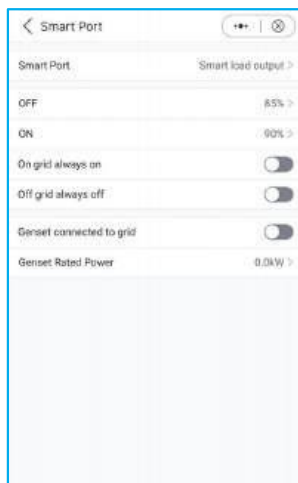 Smart Port
Smart Port Smart load output >
OFF 85% >
ON 90% >
On grid always on
Off grid always off
Genset connected to grid
Genset Rated Power 0.0kW >